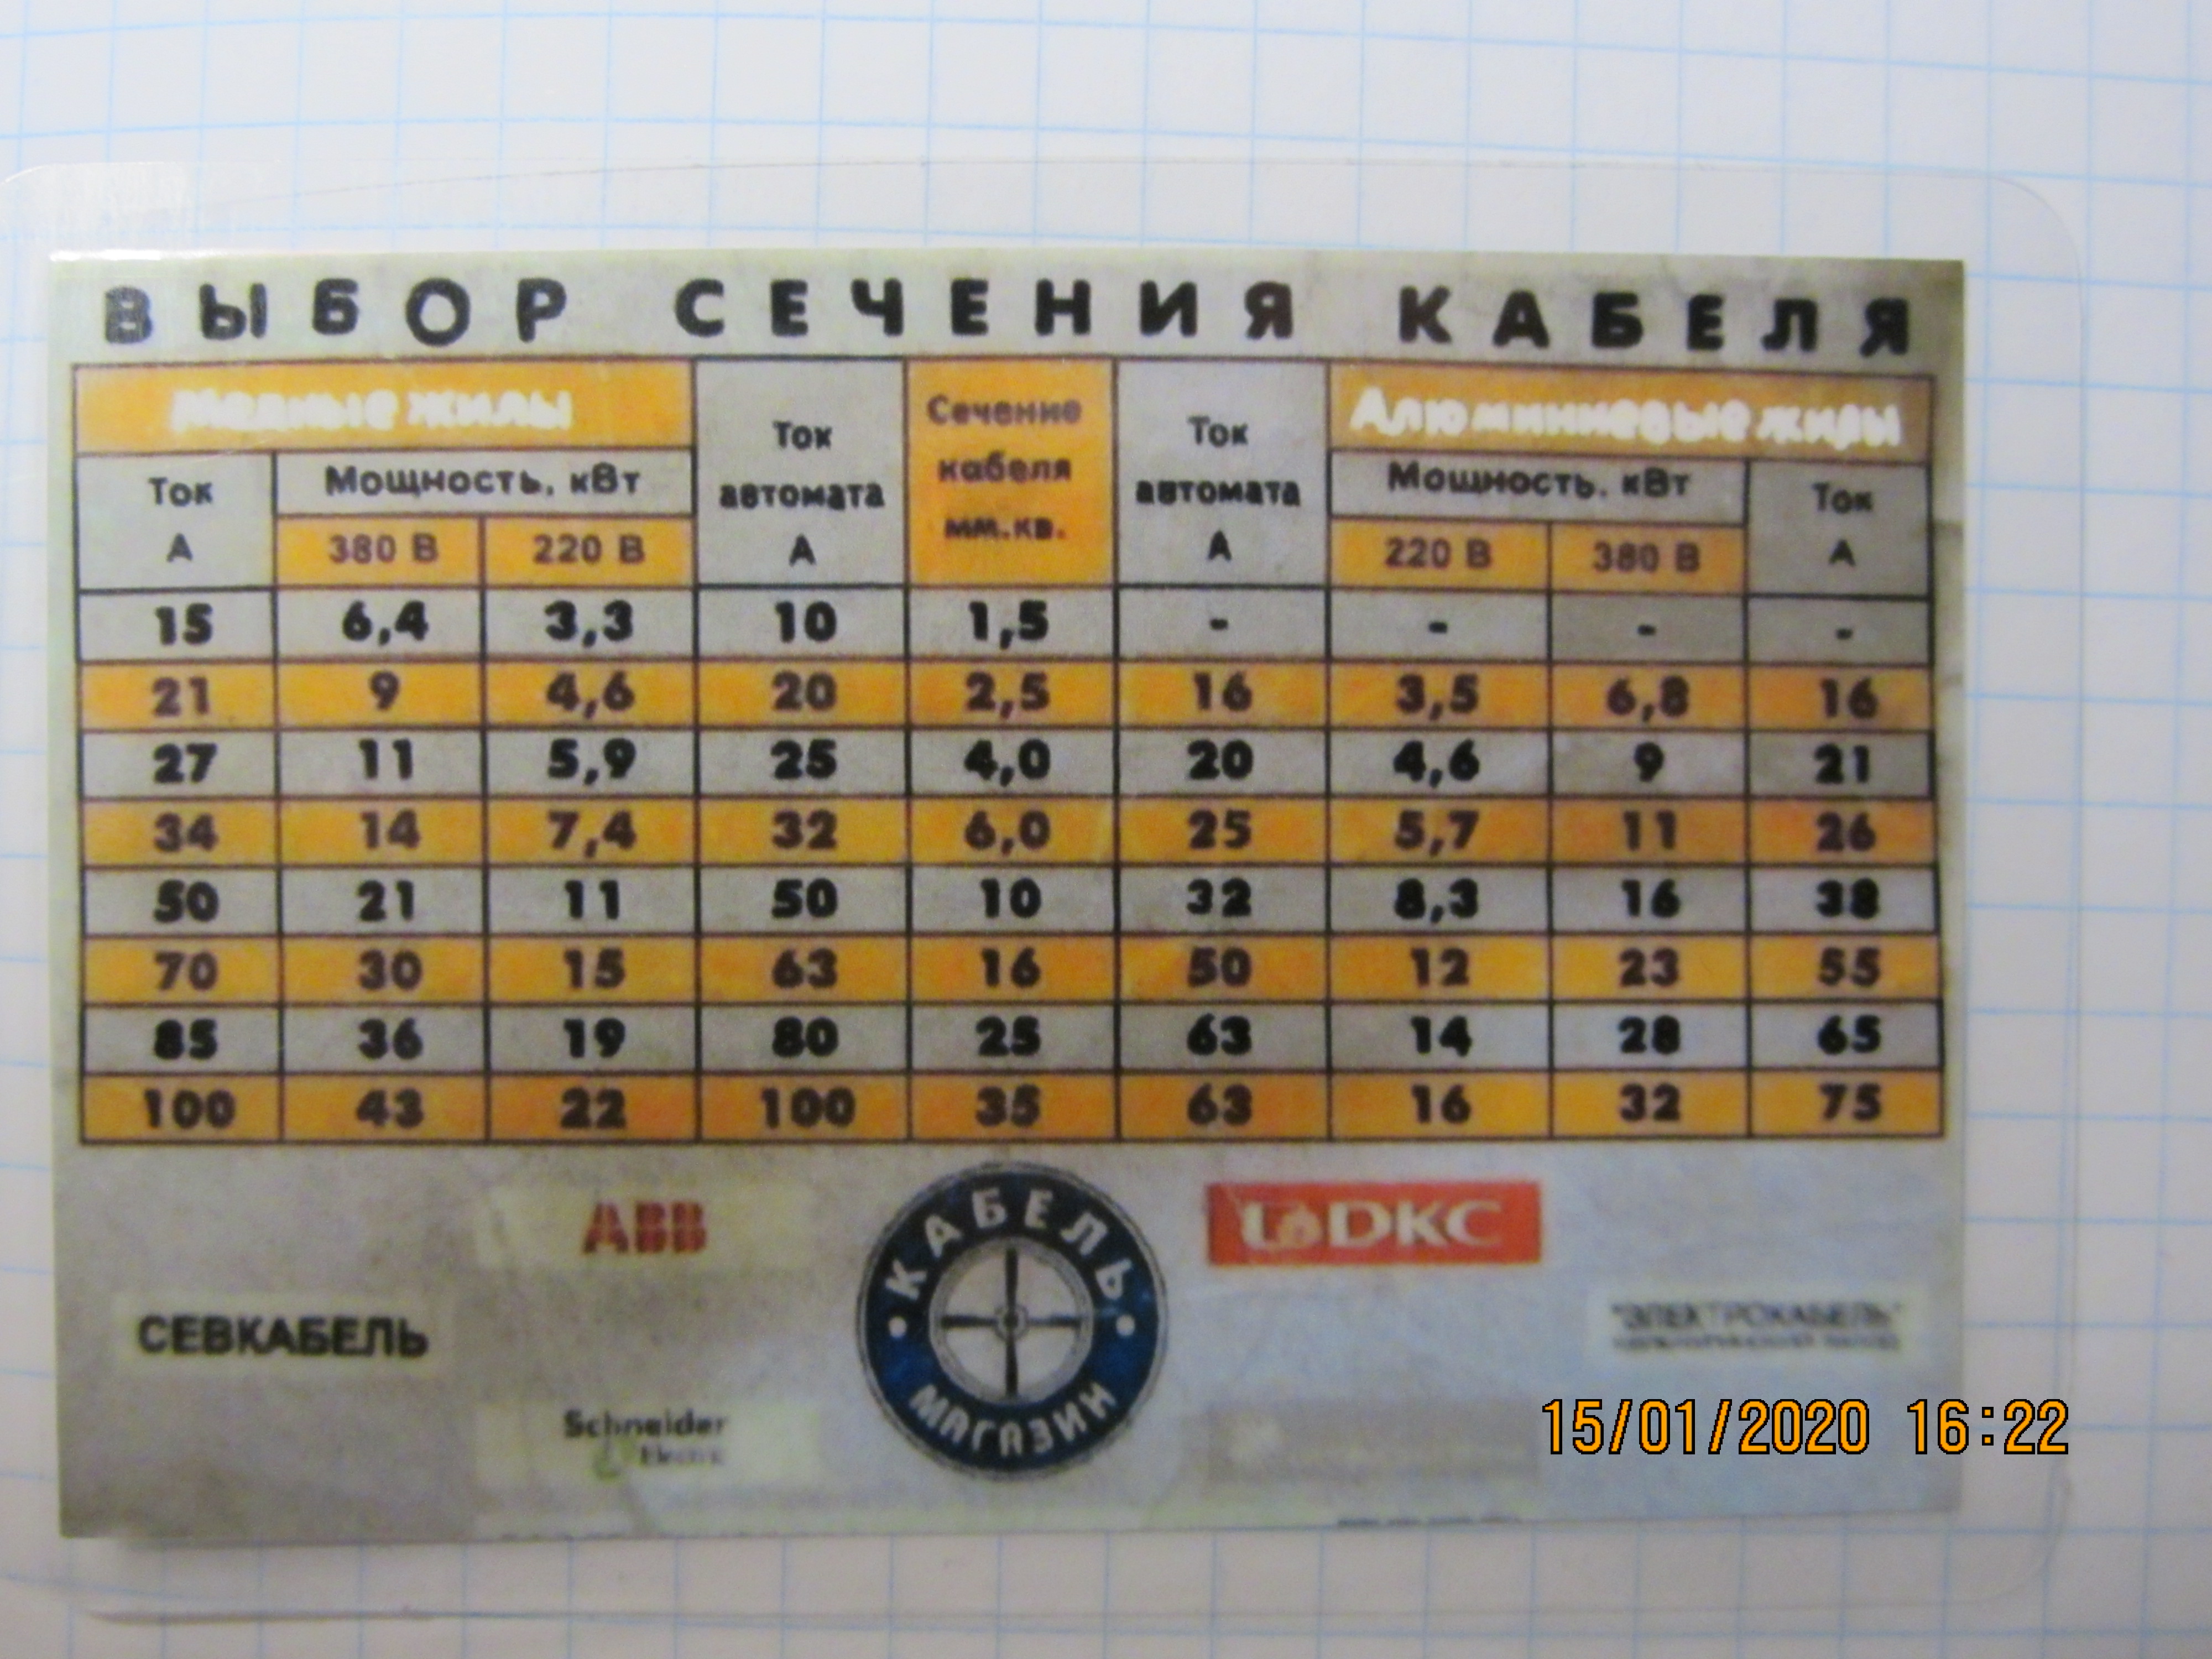 ВЫБОР СЕЧЕНИЯ КАБЕЛЯ
Медные жилы
Ток А
Мощность, кВт
380 В 220 В
Ток автомата А
Сечение кабеля мм.кв.
Ток автомата А
Алюминиевые жилы
Мощность, кВт
220 В 380 В
Ток А
15 6,4 3,3 10 1,5 - - - -
21 9 4,6 20 2,5 16 3,5 6,8 16
27 11 5,9 25 4,0 20 4,6 9 21
34 14 7,4 32 6,0 25 5,7 11 26
50 21 11 50 10 32 8,3 16 38
70 30 15 63 16 50 12 23 55
85 36 19 80 25 63 14 28 65
100 43 22 100 35 63 16 32 75
ABB
КАБЕЛЬ
МАГАЗИН
DKC
СЕВКАБЕЛЬ
"ЭЛЕКТРОКАБЕЛЬ"
Schneider
Electric
15/01/2020 16:22